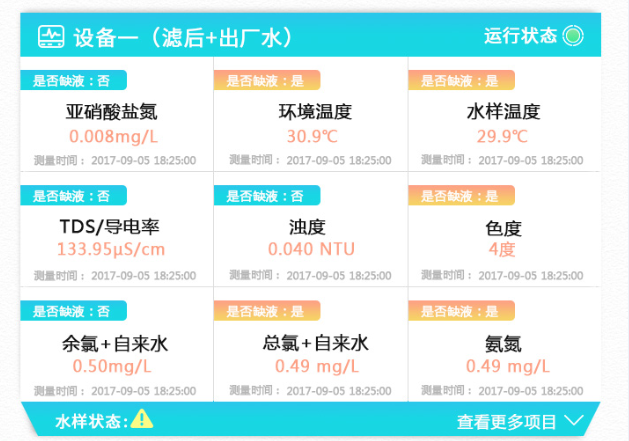 设备一（滤后+出厂水）
运行状态
是否缺液：否
亚硝酸盐氮
0.008mg/L
测量时间： 2017-09-05 18:25:00
是否缺液：是
环境温度
30.9℃
测量时间： 2017-09-05 18:25:00
是否缺液：是
水样温度
29.9℃
测量时间： 2017-09-05 18:25:00
是否缺液：否
TDS/导电率
133.95μS/cm
测量时间： 2017-09-05 18:25:00
是否缺液：否
浊度
0.040 NTU
测量时间： 2017-09-05 18:25:00
是否缺液：是
色度
4度
测量时间： 2017-09-05 18:25:00
是否缺液：否
余氯+自来水
0.50mg/L
测量时间： 2017-09-05 18:25:00
是否缺液：是
总氯+自来水
0.49 mg/L
测量时间： 2017-09-05 18:25:00
是否缺液：是
氨氮
0.49 mg/L
测量时间： 2017-09-05 18:25:00
水样状态:
查看更多项目